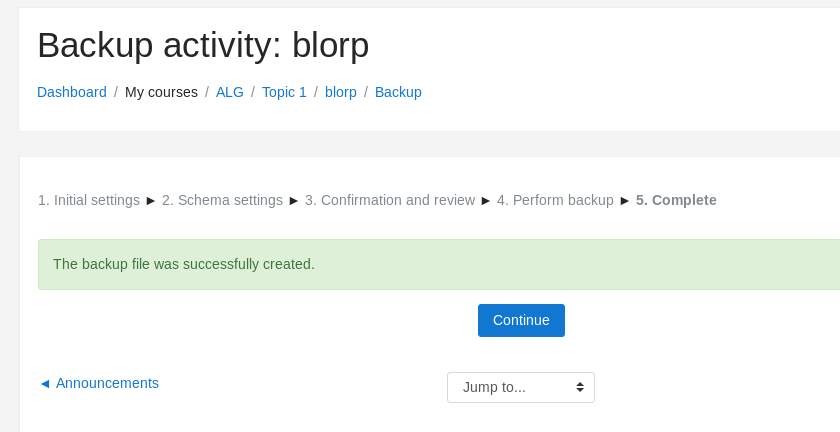 Backup activity: blorp
Dashboard / My courses / ALG / Topic 1 / blorp / Backup
1. Initial settings ► 2. Schema settings ► 3. Confirmation and review ► 4. Perform backup ► 5. Complete
The backup file was successfully created.
Continue
◄ Announcements
Jump to...